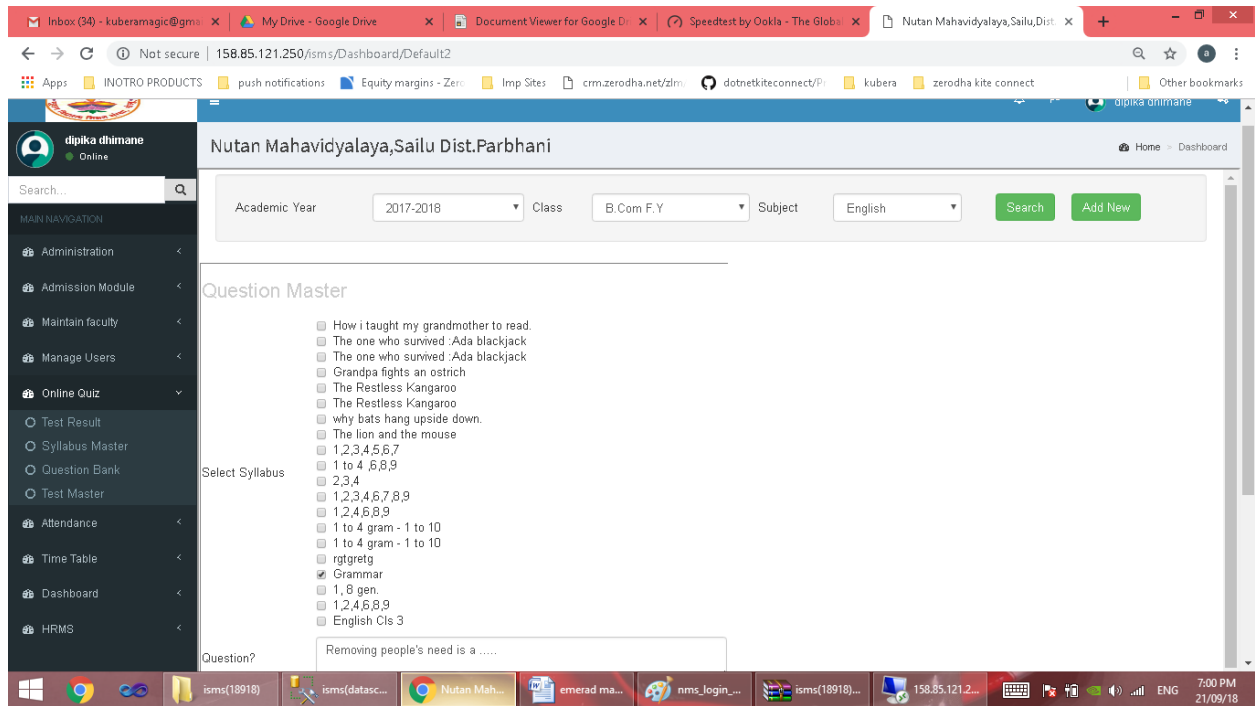 Inbox (34) - kuberamagic@gma
My Drive - Google Drive
Document Viewer for Google Dr
Speedtest by Ookla - The Global
Nutan Mahavidyalaya,Sailu,Dist.
Not secure | 158.85.121.250/isms/Dashboard/Default2
Apps
INOTRO PRODUCTS
push notifications
Equity margins - Zero
Imp Sites
crm.zerodha.net/zlm
dotnetkiteconnect/Pr
kubera
zerodha kite connect
Other bookmarks
dipika dhimane
dipika dhimane
Online
Nutan Mahavidyalaya,Sailu Dist.Parbhani
Home > Dashboard
Search...
Academic Year
2017-2018
Class
B.Com F.Y
Subject
English
Search
Add New
MAIN NAVIGATION
Administration
Admission Module
Maintain faculty
Manage Users
Online Quiz
Test Result
Syllabus Master
Question Bank
Test Master
Attendance
Time Table
Dashboard
HRMS
Question Master
Select Syllabus
How i taught my grandmother to read.
The one who survived :Ada blackjack
The one who survived :Ada blackjack
Grandpa fights an ostrich
The Restless Kangaroo
The Restless Kangaroo
why bats hang upside down.
The lion and the mouse
1,2,3,4,5,6,7
1 to 4 ,6,8,9
2,3,4
1,2,3,4,6,7,8,9
1,2,4,6,8,9
1 to 4 gram - 1 to 10
1 to 4 gram - 1 to 10
rgtgretg
Grammar
1, 8 gen.
1,2,4,6,8,9
English Cls 3
Question?
Removing people's need is a .....
isms(18918)
isms(datasc...
Nutan Mah...
emerad ma...
nms_login_...
isms(18918)...
158.85.121.2...
ENG
7:00 PM
21/09/18